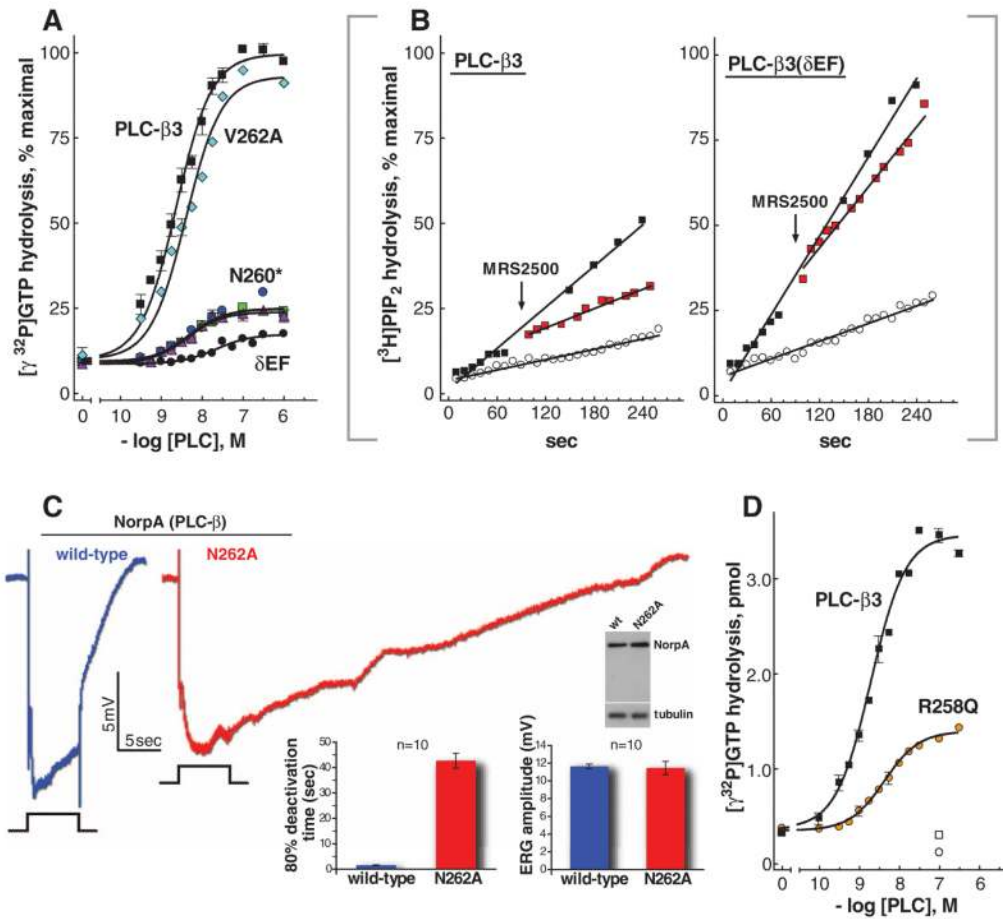 A
[γ ³²P]GTP hydrolysis, % maximal
100
75
50
25
0
PLC-β3
V262A
N260*
δEF
0 10 9 8 7 6
- log [PLC], M
B
[³H]PIP₂ hydrolysis, % maximal
PLC-β3
100
75
50
25
0
MRS2500
0 60 120 180 240
sec
PLC-β3(δEF)
100
75
50
25
0
MRS2500
0 60 120 180 240
sec
C
NorpA (PLC-β)
wild-type
N262A
5mV
5sec
wt
N262A
NorpA
tubulin
80% deactivation
time (sec)
50
40
30
20
10
0
n=10
wild-type
N262A
ERG amplitude (mV)
14
12
10
8
6
4
2
0
n=10
wild-type
N262A
D
[γ³²P]GTP hydrolysis, pmol
3.0
2.0
1.0
0.0
PLC-β3
R258Q
0 10 9 8 7 6
- log [PLC], M